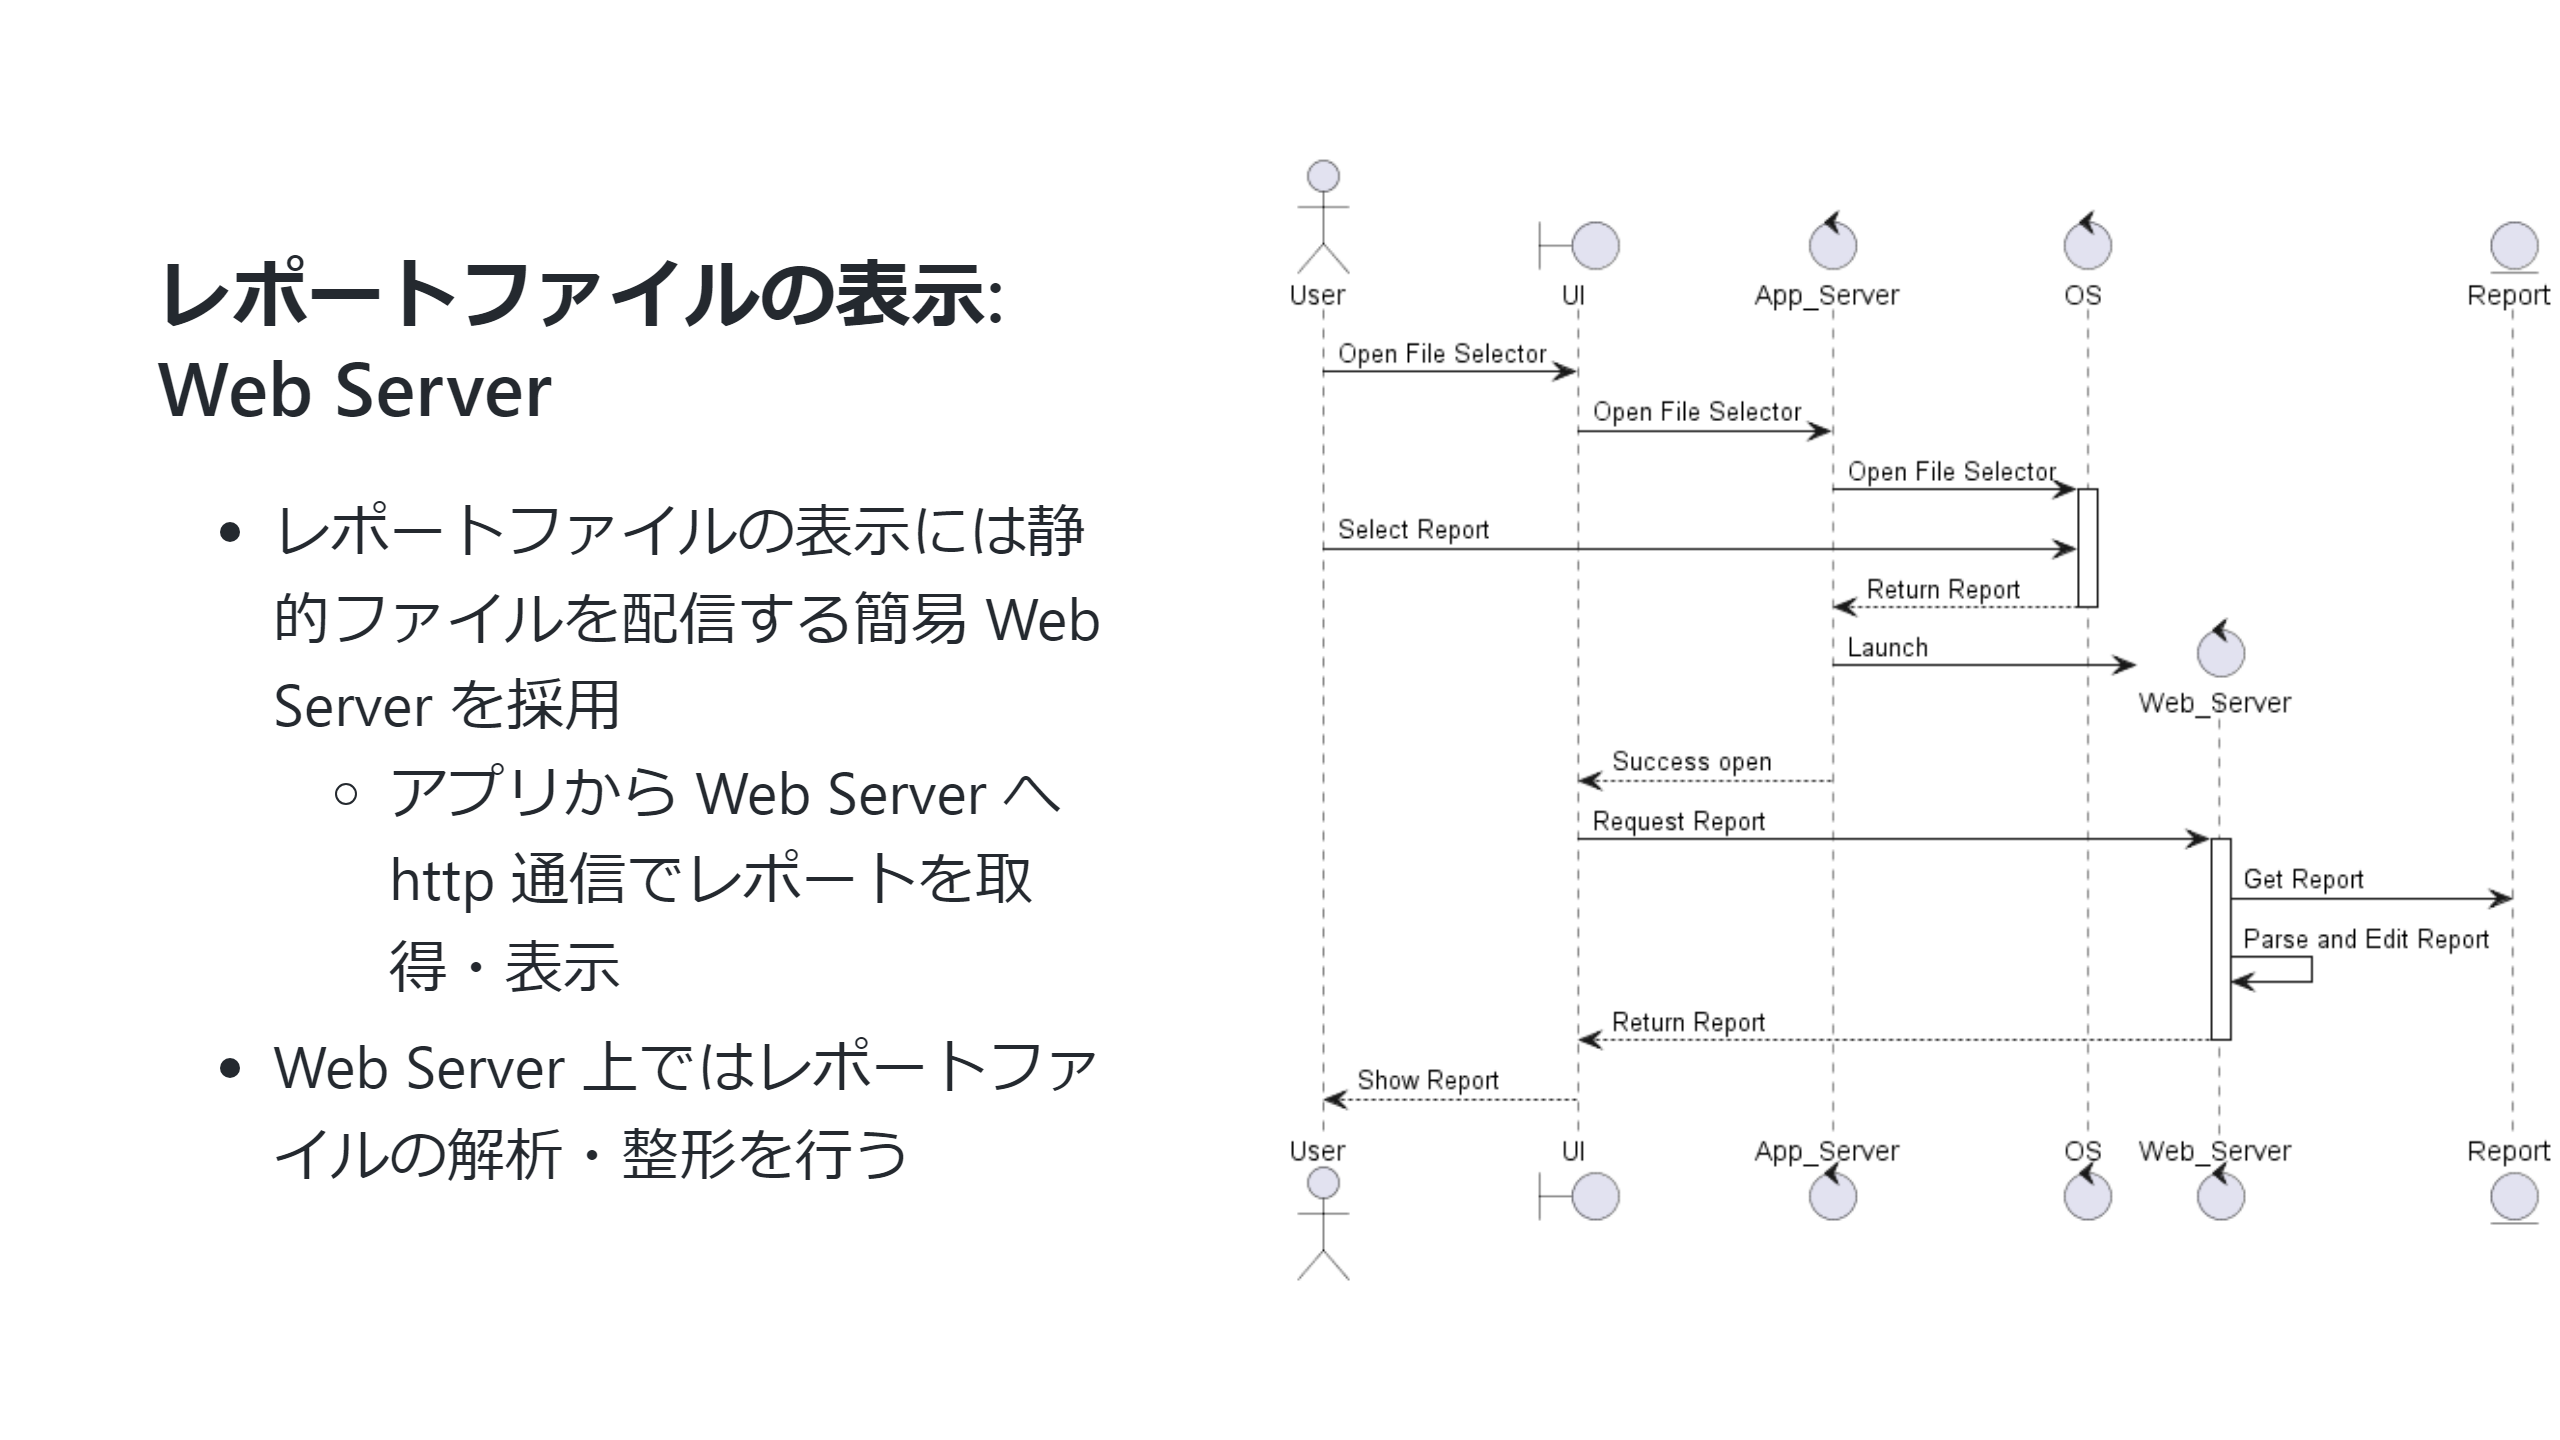 レポートファイルの表示:
Web Server
レポートファイルの表示には静
的ファイルを配信する簡易 Web
Server を採用
アプリから Web Server へ
http 通信でレポートを取
得・表示
Web Server 上ではレポートファ
イルの解析・整形を行う
User UI App_Server OS Report
Open File Selector
Open File Selector
Open File Selector
Select Report
Return Report
Launch
Web_Server
Success open
Request Report
Get Report
Parse and Edit Report
Return Report
Show Report
User UI App_Server OS Web_Server Report